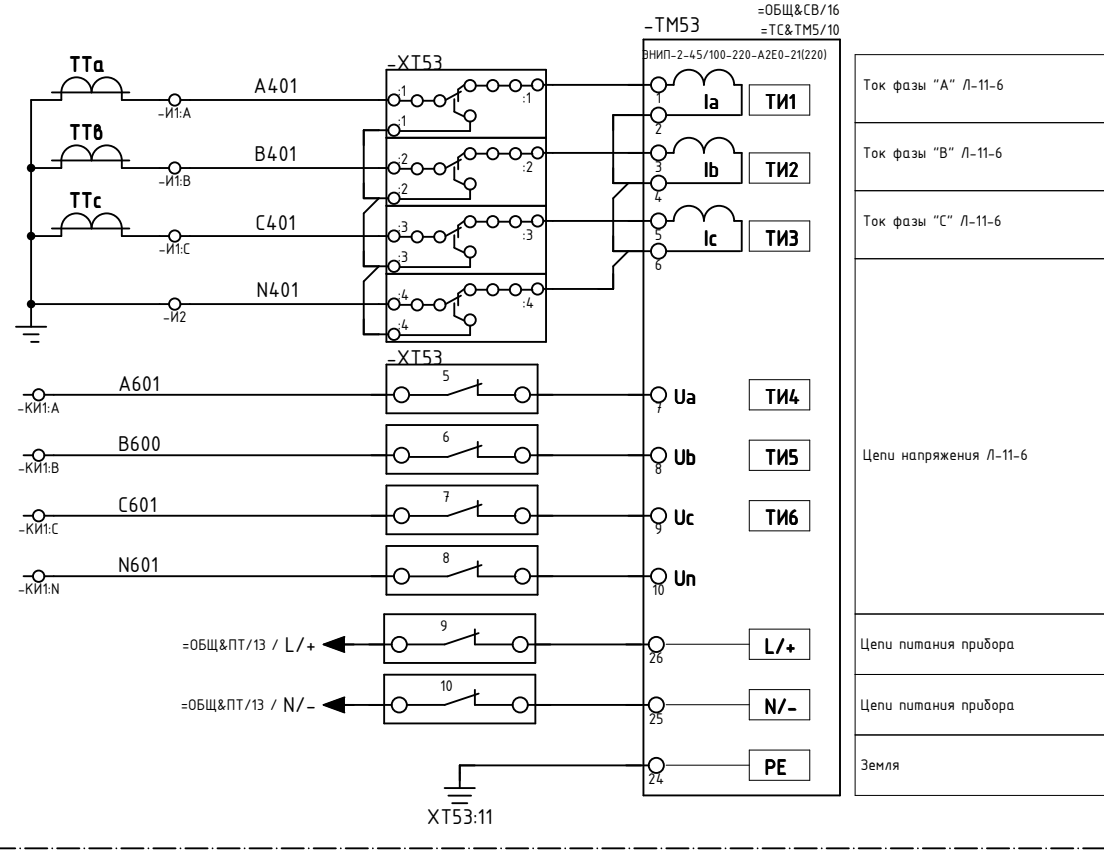 =ОБЩ&СВ/16
-ТМ53
=ТС&ТМ5/10
ЭНИП-2-45/100-220-А2Е0-21(220)
ТТа
А401
-И1:А
-ХТ53
:1
:1
:1
1
2
Ia
ТИ1
Ток фазы "А" Л-11-6
ТТв
В401
-И1:В
:2
:2
:2
3
4
Ib
ТИ2
Ток фазы "В" Л-11-6
ТТс
С401
-И1:С
:3
:3
:3
5
6
Ic
ТИ3
Ток фазы "С" Л-11-6
N401
-И2
:4
:4
:4
-ХТ53
А601
-КИ1:А
5
7
Ua
ТИ4
В600
-КИ1:В
6
8
Ub
ТИ5
Цепи напряжения Л-11-6
С601
-КИ1:С
7
9
Uc
ТИ6
N601
-КИ1:N
8
10
Un
=ОБЩ&ПТ/13 / L/+
9
26
L/+
Цепи питания прибора
=ОБЩ&ПТ/13 / N/-
10
25
N/-
Цепи питания прибора
24
PE
Земля
ХТ53:11